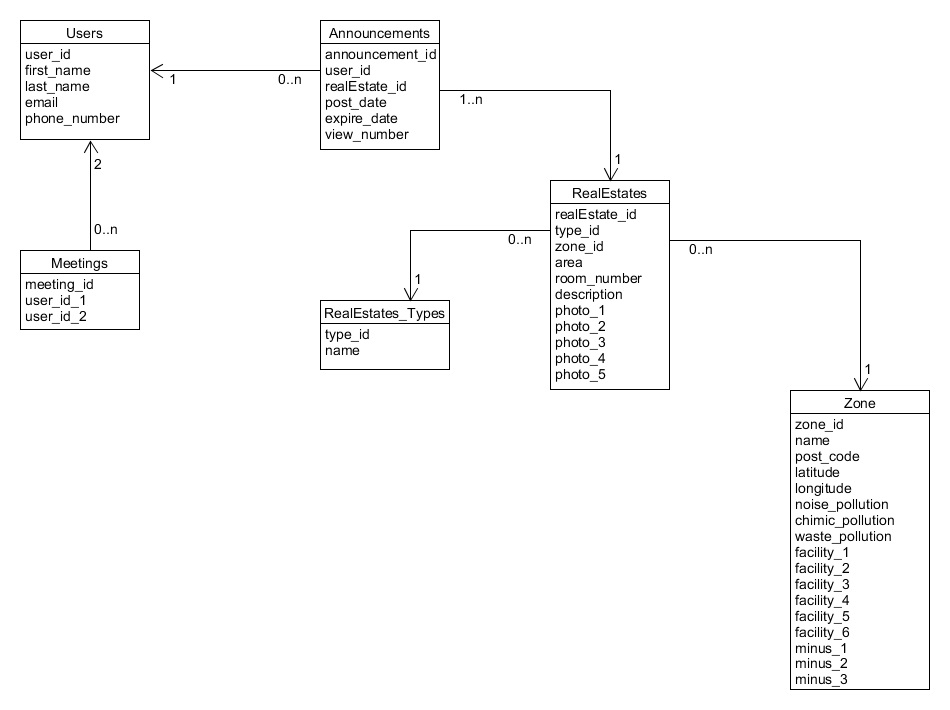 Users
user_id
first_name
last_name
email
phone_number
1
0..n
Announcements
announcement_id
user_id
realEstate_id
post_date
expire_date
view_number
1..n
1
2
0..n
Meetings
meeting_id
user_id_1
user_id_2
RealEstates
realEstate_id
type_id
zone_id
area
room_number
description
photo_1
photo_2
photo_3
photo_4
photo_5
0..n
1
RealEstates_Types
type_id
name
0..n
1
Zone
zone_id
name
post_code
latitude
longitude
noise_pollution
chimic_pollution
waste_pollution
facility_1
facility_2
facility_3
facility_4
facility_5
facility_6
minus_1
minus_2
minus_3